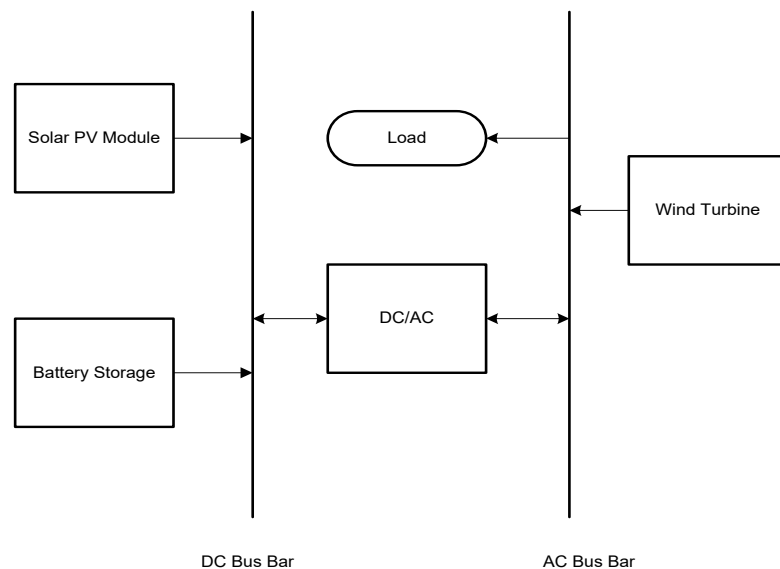 Solar PV Module
Load
Wind Turbine
DC/AC
Battery Storage
DC Bus Bar
AC Bus Bar